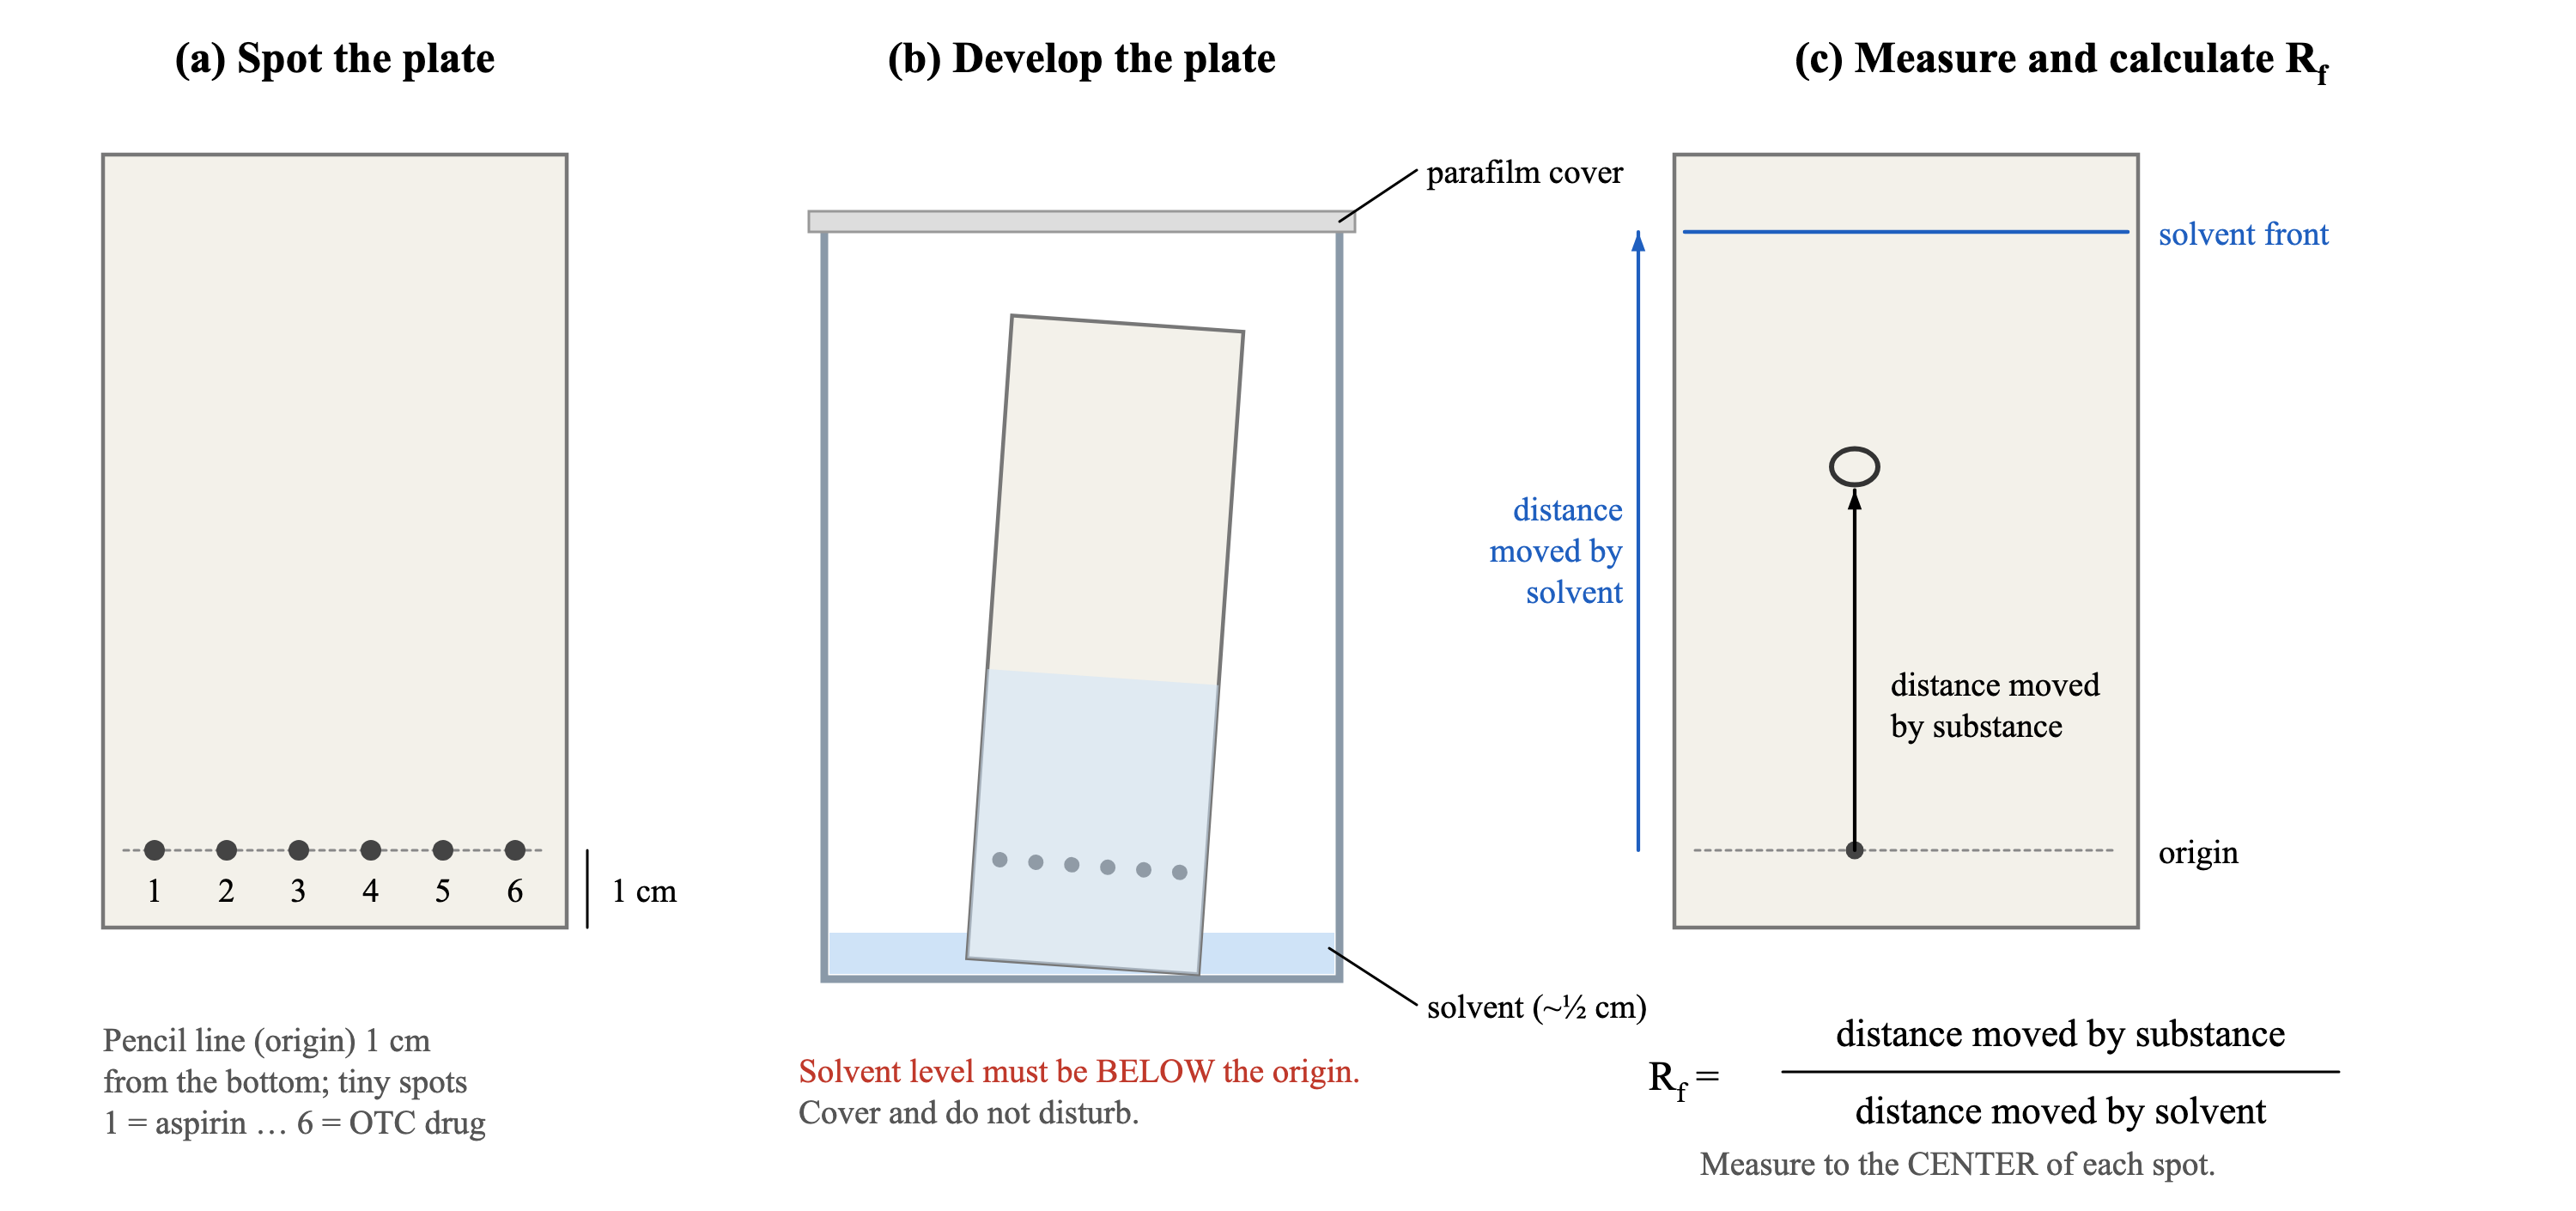 (a) Spot the plate
1 2 3 4 5 6
1 cm
Pencil line (origin) 1 cm
from the bottom; tiny spots
1 = aspirin … 6 = OTC drug
(b) Develop the plate
parafilm cover
solvent (~½ cm)
Solvent level must be BELOW the origin.
Cover and do not disturb.
(c) Measure and calculate Rf
solvent front
distance
moved by
solvent
distance moved
by substance
origin
Rf =
distance moved by substance
distance moved by solvent
Measure to the CENTER of each spot.